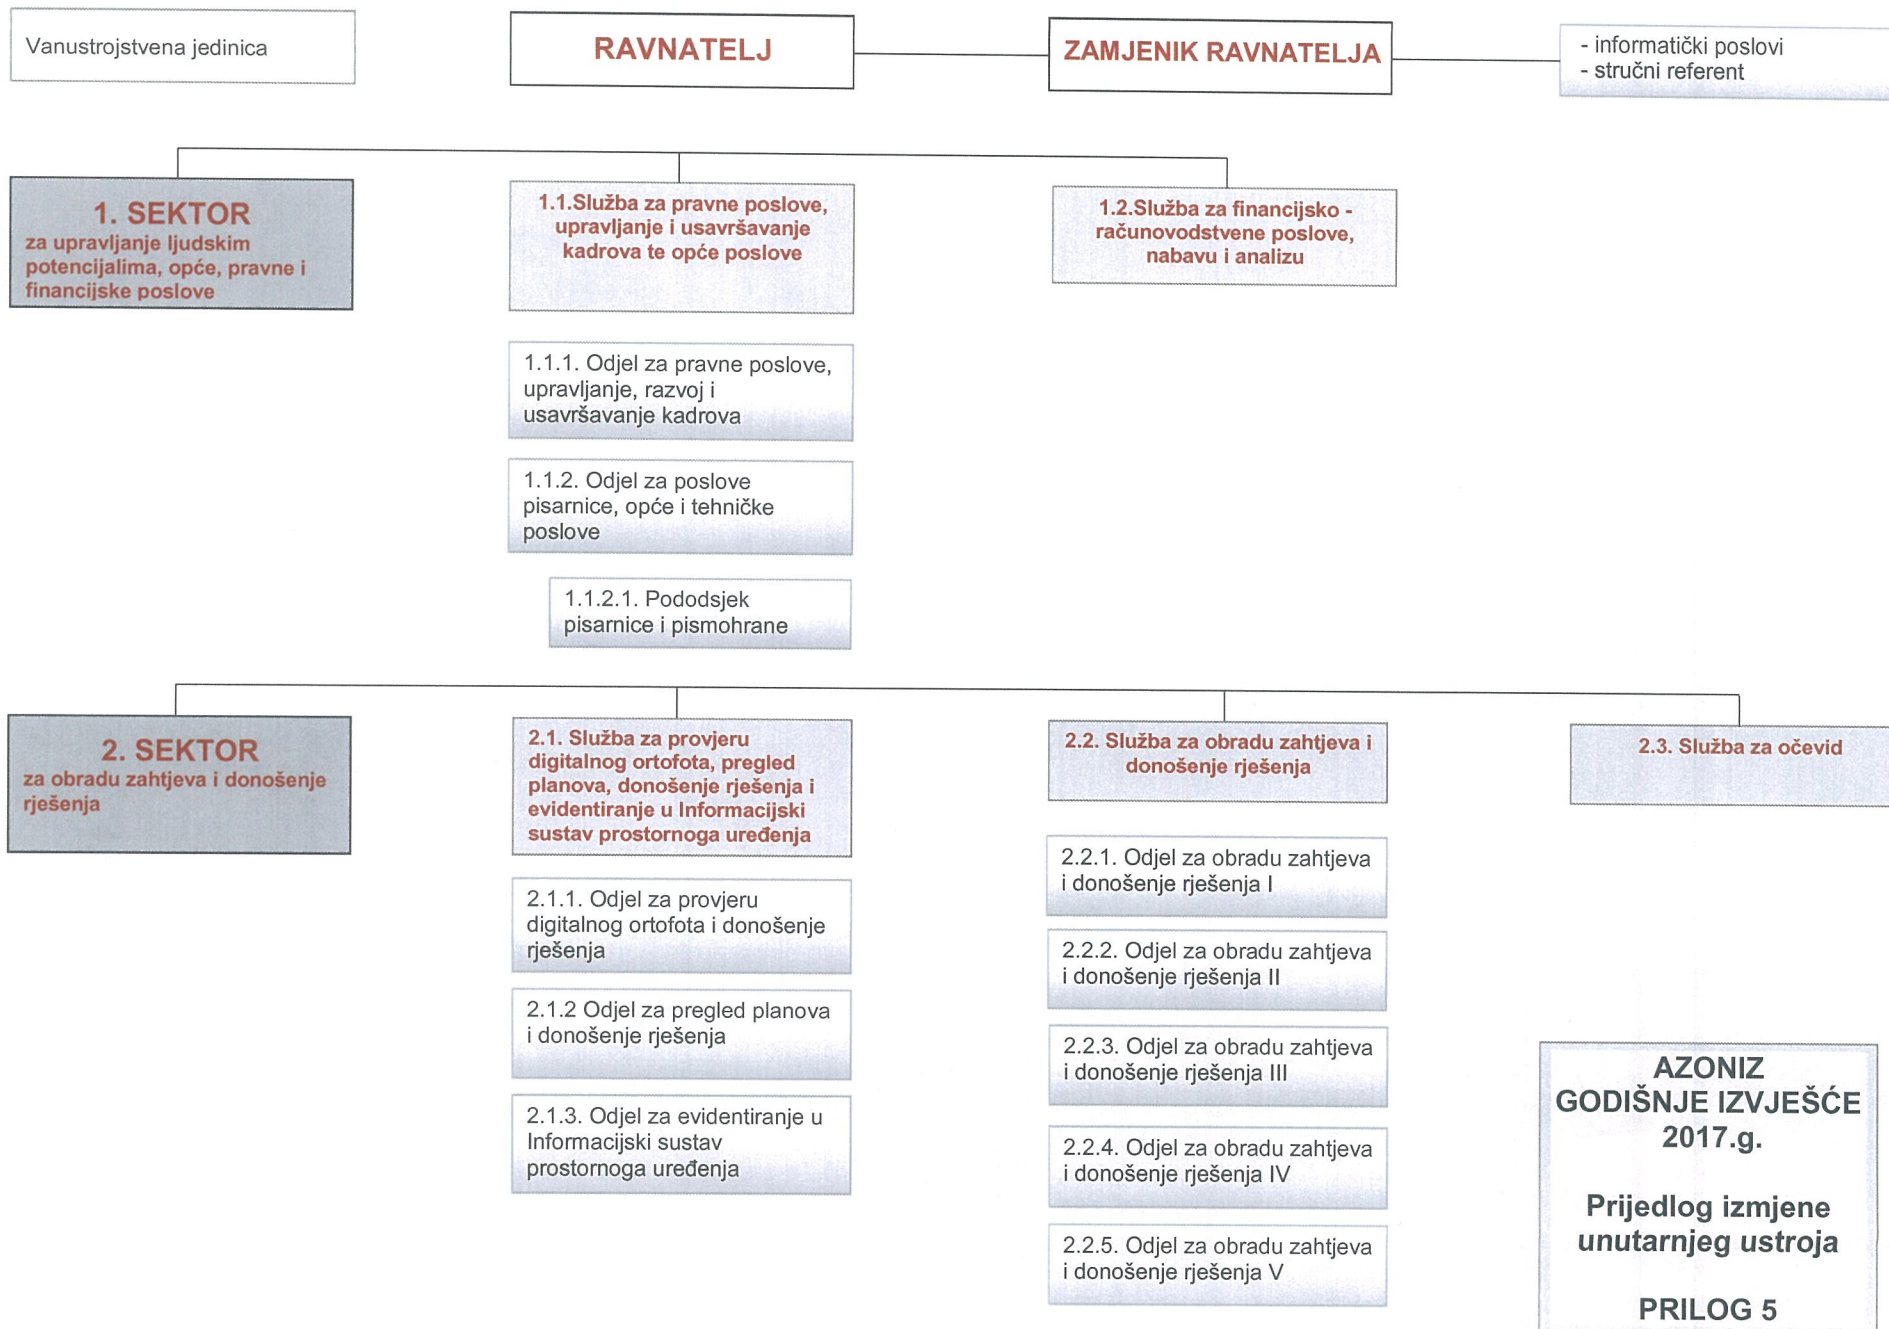 Vanustrojstvena jedinica
RAVNATELJ
ZAMJENIK RAVNATELJA
- informatički poslovi
- stručni referent
1. SEKTOR
za upravljanje ljudskim
potencijalima, opće, pravne i
financijske poslove
1.1.Služba za pravne poslove,
upravljanje i usavršavanje
kadrova te opće poslove
1.2.Služba za financijsko -
računovodstvene poslove,
nabavu i analizu
1.1.1. Odjel za pravne poslove,
upravljanje, razvoj i
usavršavanje kadrova
1.1.2. Odjel za poslove
pisarnice, opće i tehničke
poslove
1.1.2.1. Pododsjek
pisarnice i pismohrane
2. SEKTOR
za obradu zahtjeva i donošenje
rješenja
2.1. Služba za provjeru
digitalnog ortofota, pregled
planova, donošenje rješenja i
evidentiranje u Informacijski
sustav prostornoga uređenja
2.2. Služba za obradu zahtjeva i
donošenje rješenja
2.3. Služba za očevid
2.1.1. Odjel za provjeru
digitalnog ortofota i donošenje
rješenja
2.1.2 Odjel za pregled planova
i donošenje rješenja
2.1.3. Odjel za evidentiranje u
Informacijski sustav
prostornoga uređenja
2.2.1. Odjel za obradu zahtjeva
i donošenje rješenja I
2.2.2. Odjel za obradu zahtjeva
i donošenje rješenja II
2.2.3. Odjel za obradu zahtjeva
i donošenje rješenja III
2.2.4. Odjel za obradu zahtjeva
i donošenje rješenja IV
2.2.5. Odjel za obradu zahtjeva
i donošenje rješenja V
AZONIZ
GODIŠNJE IZVJEŠĆE
2017.g.
Prijedlog izmjene
unutarnjeg ustroja
PRILOG 5